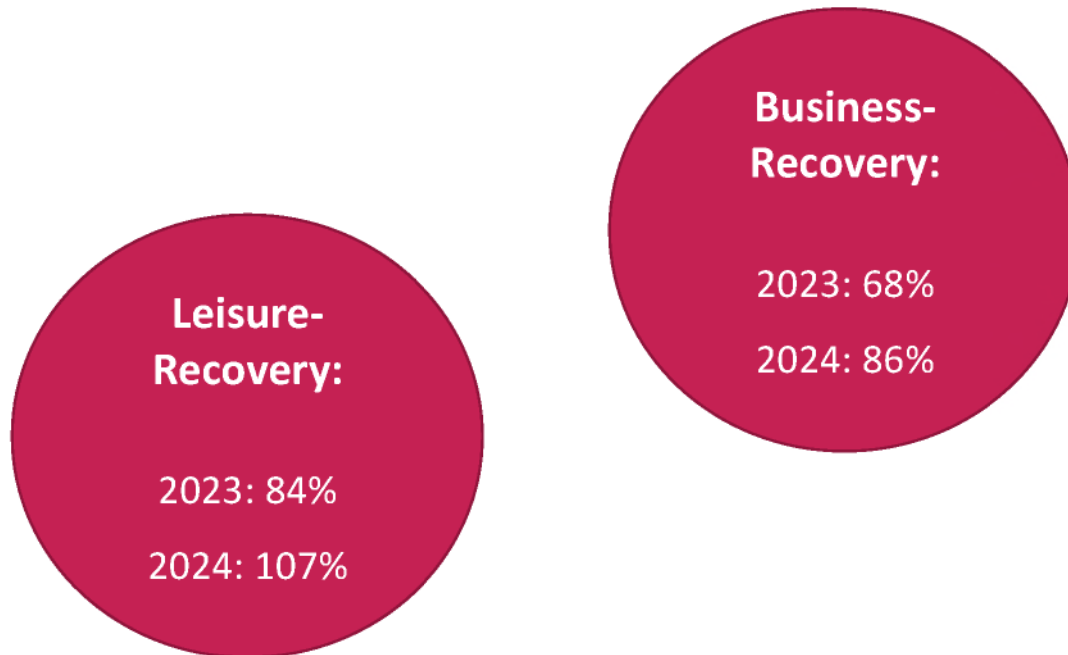 Leisure-
Recovery:
2023: 84%
2024: 107%
Business-
Recovery:
2023: 68%
2024: 86%